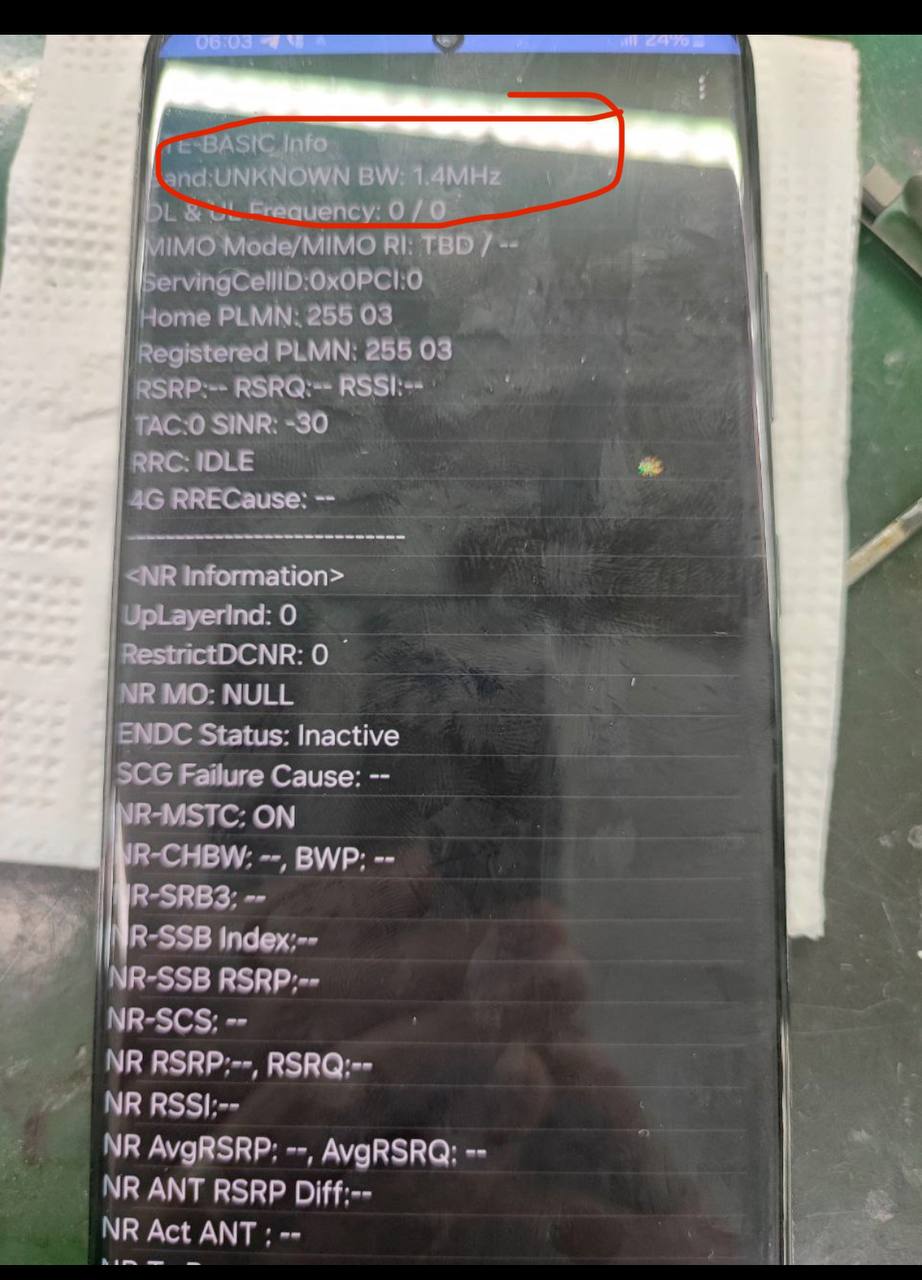 06:03 24%
TE-BASIC Info
and:UNKNOWN BW: 1.4MHz
DL & UL Frequency: 0 / 0
MIMO Mode/MIMO RI: TBD / --
ServingCellID:0x0PCI:0
Home PLMN: 255 03
Registered PLMN: 255 03
RSRP:-- RSRQ:-- RSSI:--
TAC:0 SINR: -30
RRC: IDLE
4G RRECause: --
----------------------------
<NR Information>
UpLayerInd: 0
RestrictDCNR: 0
NR MO: NULL
ENDC Status: Inactive
SCG Failure Cause: --
NR-MSTC: ON
NR-CHBW: --, BWP: --
NR-SRB3: --
NR-SSB Index:--
NR-SSB RSRP:--
NR-SCS: --
NR RSRP:--, RSRQ:--
NR RSSI:--
NR AvgRSRP: --, AvgRSRQ: --
NR ANT RSRP Diff:--
NR Act ANT : --